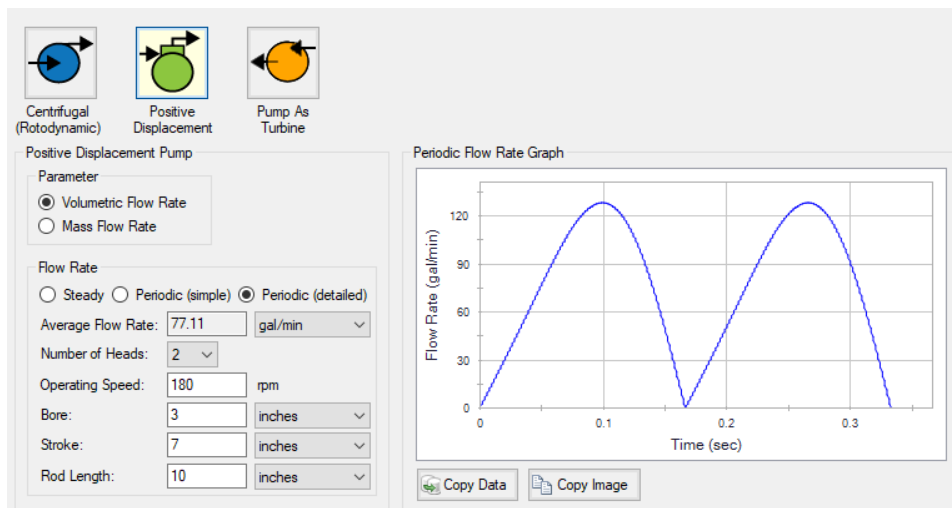 Centrifugal
(Rotodynamic)
Positive
Displacement
Pump As
Turbine
Positive Displacement Pump
Parameter
Volumetric Flow Rate
Mass Flow Rate
Flow Rate
Steady Periodic (simple) Periodic (detailed)
Average Flow Rate: 77.11 gal/min
Number of Heads: 2
Operating Speed: 180 rpm
Bore: 3 inches
Stroke: 7 inches
Rod Length: 10 inches
Periodic Flow Rate Graph
Flow Rate (gal/min)
120
90
60
30
0
0 0.1 0.2 0.3
Time (sec)
Copy Data Copy Image